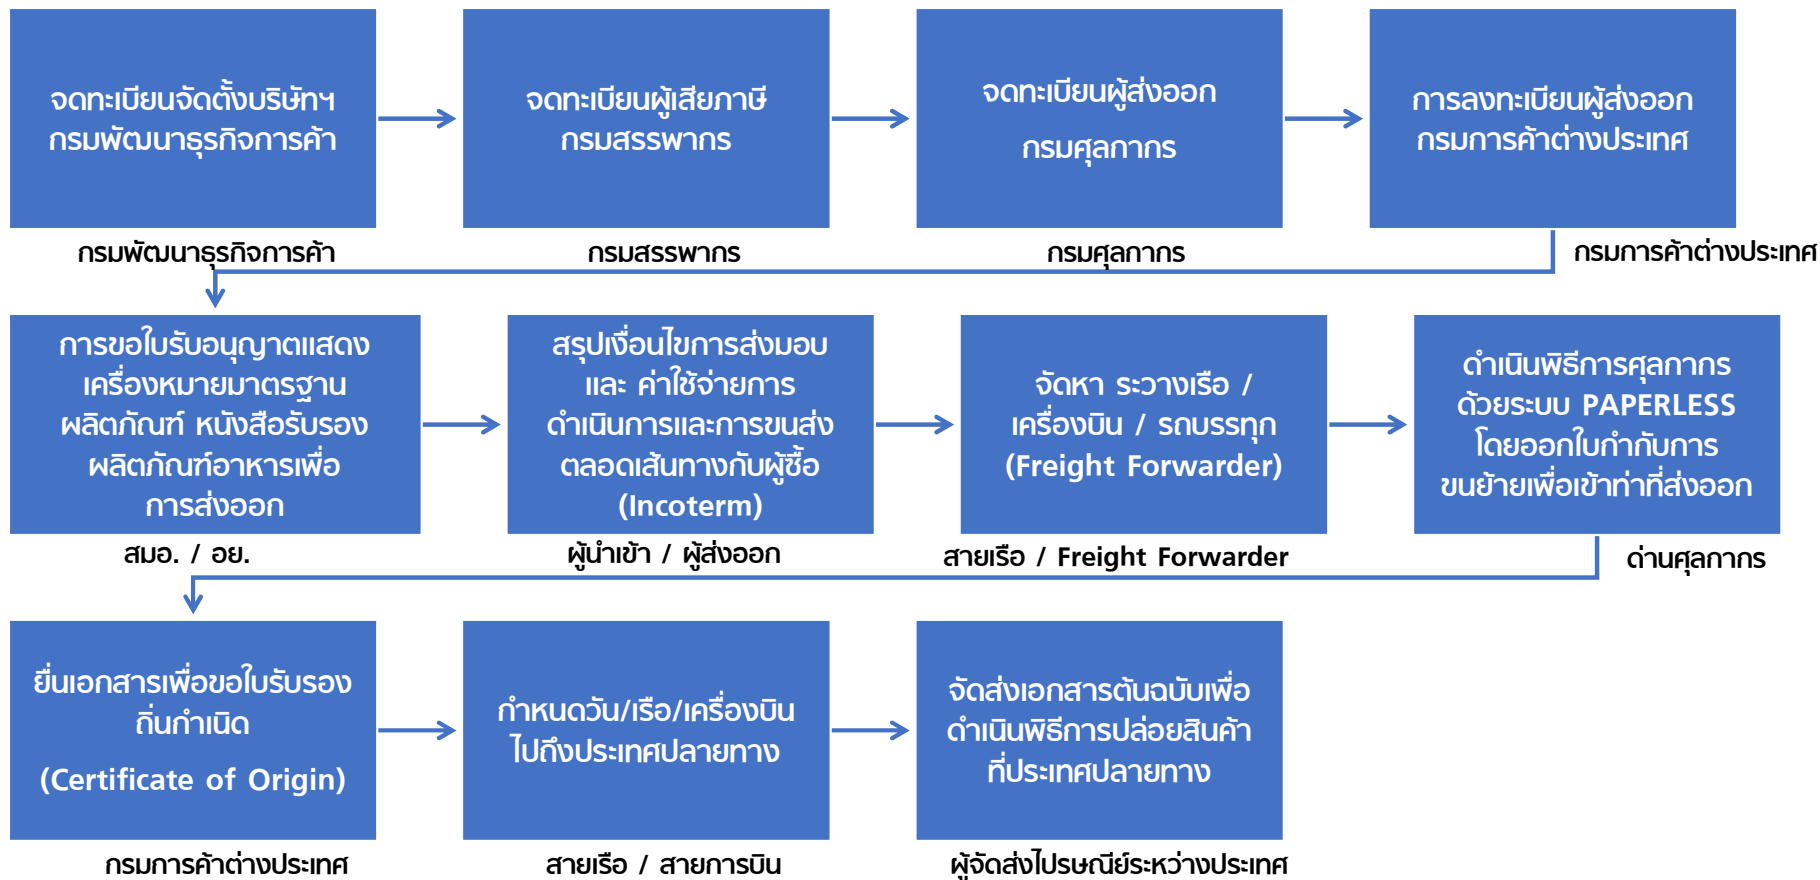 จดทะเบียนจัดตั้งบริษัทฯ
กรมพัฒนาธุรกิจการค้า
กรมพัฒนาธุรกิจการค้า
จดทะเบียนผู้เสียภาษี
กรมสรรพากร
กรมสรรพากร
จดทะเบียนผู้ส่งออก
กรมศุลกากร
กรมศุลกากร
การลงทะเบียนผู้ส่งออก
กรมการค้าต่างประเทศ
กรมการค้าต่างประเทศ
การขอใบรับอนุญาตแสดง
เครื่องหมายมาตรฐาน
ผลิตภัณฑ์ หนังสือรับรอง
ผลิตภัณฑ์อาหารเพื่อ
การส่งออก
สมอ. / อย.
สรุปเงื่อนไขการส่งมอบ
และ ค่าใช้จ่ายการ
ดำเนินการและการขนส่ง
ตลอดเส้นทางกับผู้ซื้อ
(Incoterm)
ผู้นำเข้า / ผู้ส่งออก
จัดหา ระวางเรือ /
เครื่องบิน / รถบรรทุก
(Freight Forwarder)
สายเรือ / Freight Forwarder
ดำเนินพิธีการศุลกากร
ด้วยระบบ PAPERLESS
โดยออกใบกำกับการ
ขนย้ายเพื่อเข้าท่าที่ส่งออก
ด่านศุลกากร
ยื่นเอกสารเพื่อขอใบรับรอง
ถิ่นกำเนิด
(Certificate of Origin)
กรมการค้าต่างประเทศ
กำหนดวัน/เรือ/เครื่องบิน
ไปถึงประเทศปลายทาง
สายเรือ / สายการบิน
จัดส่งเอกสารต้นฉบับเพื่อ
ดำเนินพิธีการปล่อยสินค้า
ที่ประเทศปลายทาง
ผู้จัดส่งไปรษณีย์ระหว่างประเทศ